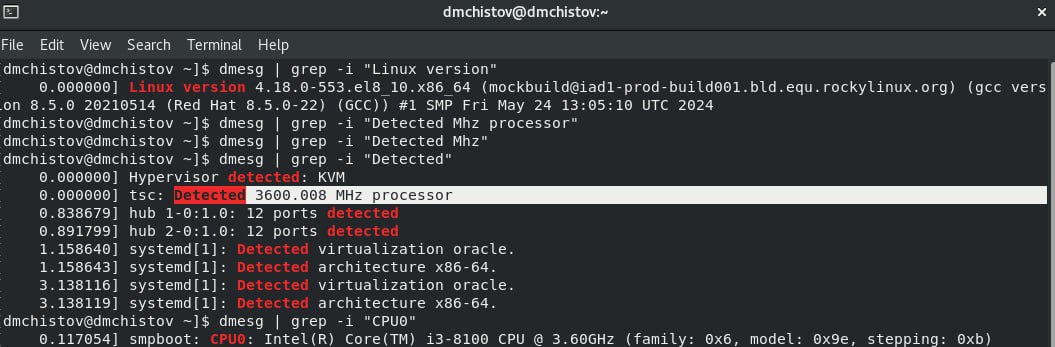 dmchistov@dmchistov:~
File Edit View Search Terminal Help
[dmchistov@dmchistov ~]$ dmesg | grep -i "Linux version"
[    0.000000] Linux version 4.18.0-553.el8_10.x86_64 (mockbuild@iad1-prod-build001.bld.equ.rockylinux.org) (gcc vers
ion 8.5.0 20210514 (Red Hat 8.5.0-22) (GCC)) #1 SMP Fri May 24 13:05:10 UTC 2024
[dmchistov@dmchistov ~]$ dmesg | grep -i "Detected Mhz processor"
[dmchistov@dmchistov ~]$ dmesg | grep -i "Detected Mhz"
[dmchistov@dmchistov ~]$ dmesg | grep -i "Detected"
[    0.000000] Hypervisor detected: KVM
[    0.000000] tsc: Detected 3600.008 MHz processor
[    0.838679] hub 1-0:1.0: 12 ports detected
[    0.891799] hub 2-0:1.0: 12 ports detected
[    1.158640] systemd[1]: Detected virtualization oracle.
[    1.158643] systemd[1]: Detected architecture x86-64.
[    3.138116] systemd[1]: Detected virtualization oracle.
[    3.138119] systemd[1]: Detected architecture x86-64.
[dmchistov@dmchistov ~]$ dmesg | grep -i "CPU0"
[    0.117054] smpboot: CPU0: Intel(R) Core(TM) i3-8100 CPU @ 3.60GHz (family: 0x6, model: 0x9e, stepping: 0xb)